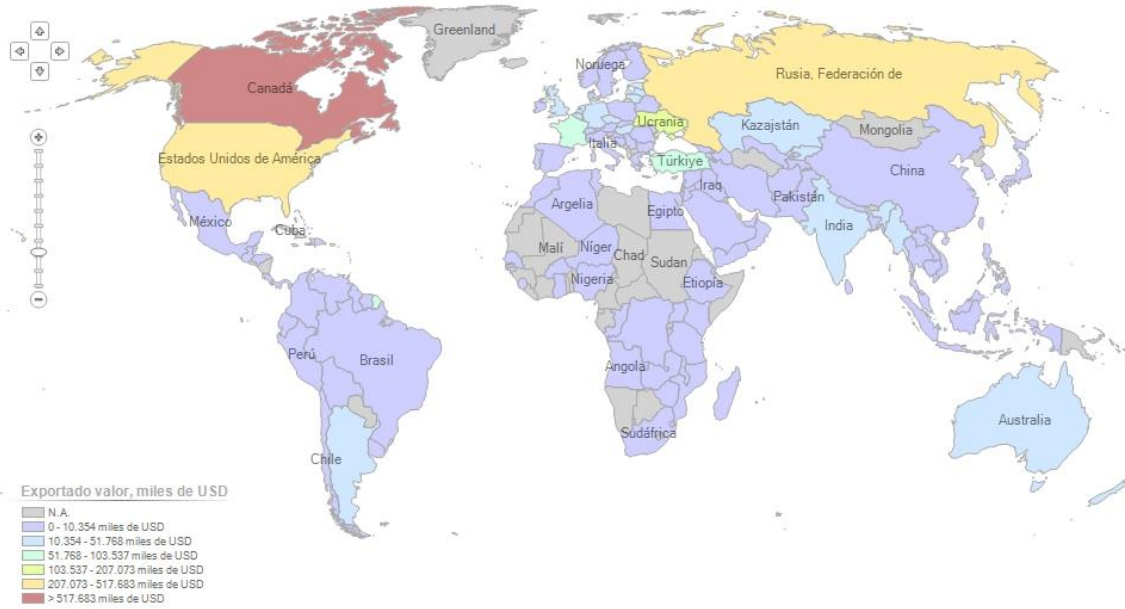 Greenland
Noruega
Canadá
Rusia, Federación de
Ucrania
Kazajstán
Mongolia
Italia
Estados Unidos de América
Türkiye
China
Iraq
Pakistán
Argelia
Egipto
México
India
Cuba
Malí
Níger
Chad
Sudan
Nigeria
Etiopía
Perú
Brasil
Angola
Australia
Sudáfrica
Chile
Exportado valor, miles de USD
N.A.
0 - 10.354 miles de USD
10.354 - 51.768 miles de USD
51.768 - 103.537 miles de USD
103.537 - 207.073 miles de USD
207.073 - 517.683 miles de USD
> 517.683 miles de USD